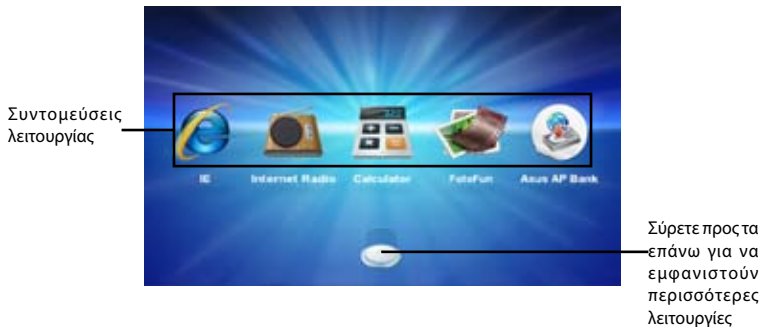 Συντομεύσεις
λειτουργίας
IE
Internet Radio
Calculator
FotoFun
Asus AP Bank
Σύρετε προς τα
επάνω για να
εμφανιστούν
περισσότερες
λειτουργίες